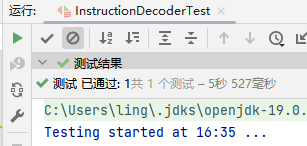 运行: InstructionDecoderTest
测试结果
测试 已通过: 1共 1 个测试 – 5秒 527毫秒
C:\Users\ling\.jdks\openjdk-19.0.
Testing started at 16:35 ...